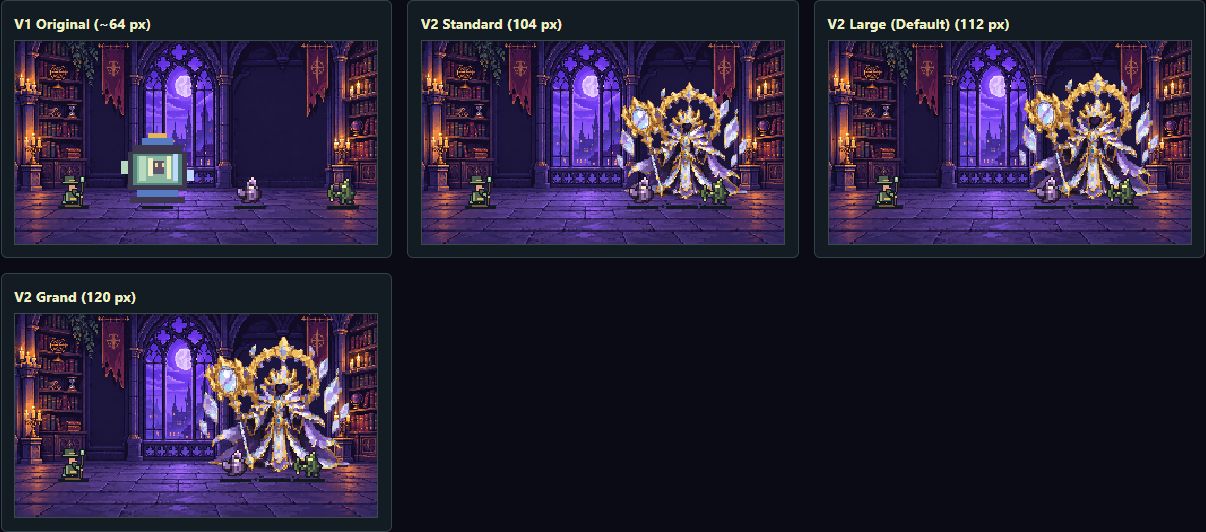 V1 Original (~64 px)
V2 Standard (104 px)
V2 Large (Default) (112 px)
V2 Grand (120 px)